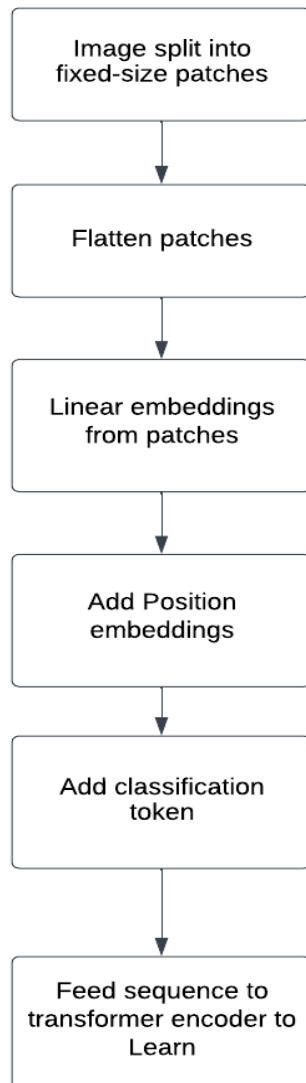 Image split into
fixed-size patches
Flatten patches
Linear embeddings
from patches
Add Position
embeddings
Add classification
token
Feed sequence to
transformer encoder to
Learn